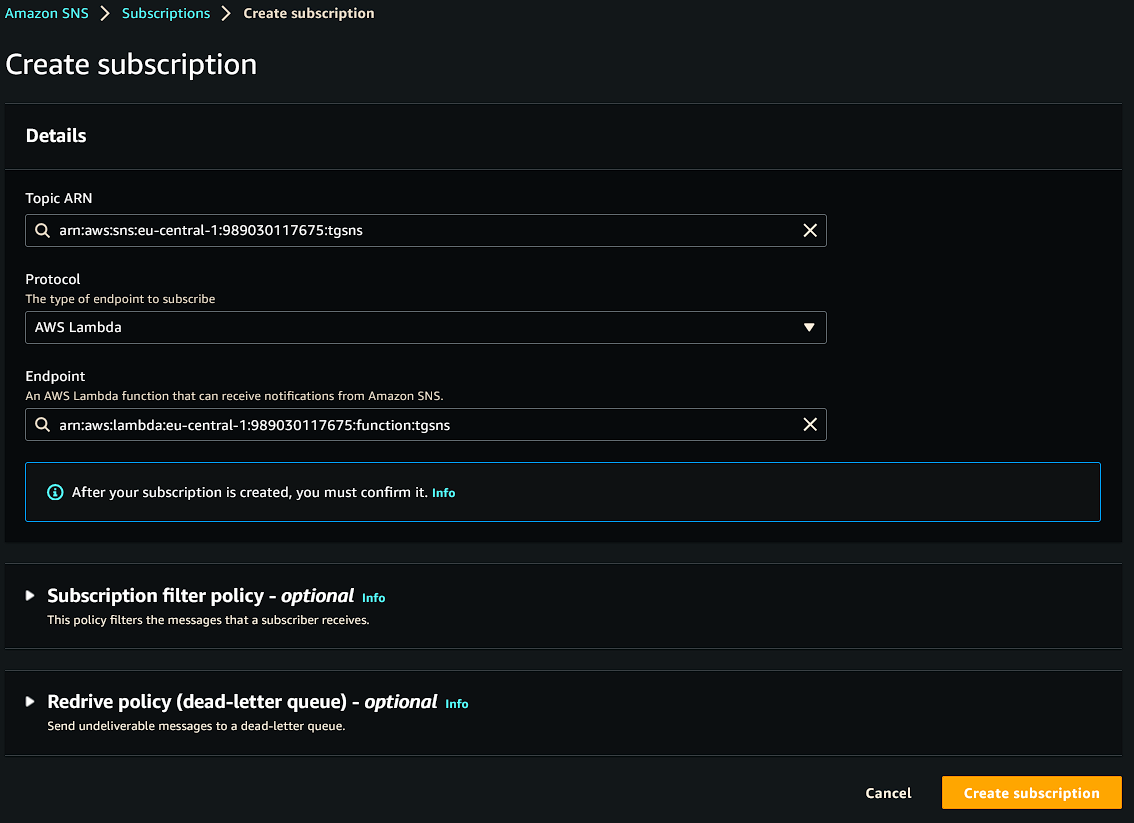 Amazon SNS > Subscriptions > Create subscription
Create subscription
Details
Topic ARN
arn:aws:sns:eu-central-1:989030117675:tgsns
Protocol
The type of endpoint to subscribe
AWS Lambda
Endpoint
An AWS Lambda function that can receive notifications from Amazon SNS.
arn:aws:lambda:eu-central-1:989030117675:function:tgsns
After your subscription is created, you must confirm it. Info
Subscription filter policy - optional Info
This policy filters the messages that a subscriber receives.
Redrive policy (dead-letter queue) - optional Info
Send undeliverable messages to a dead-letter queue.
Cancel Create subscription